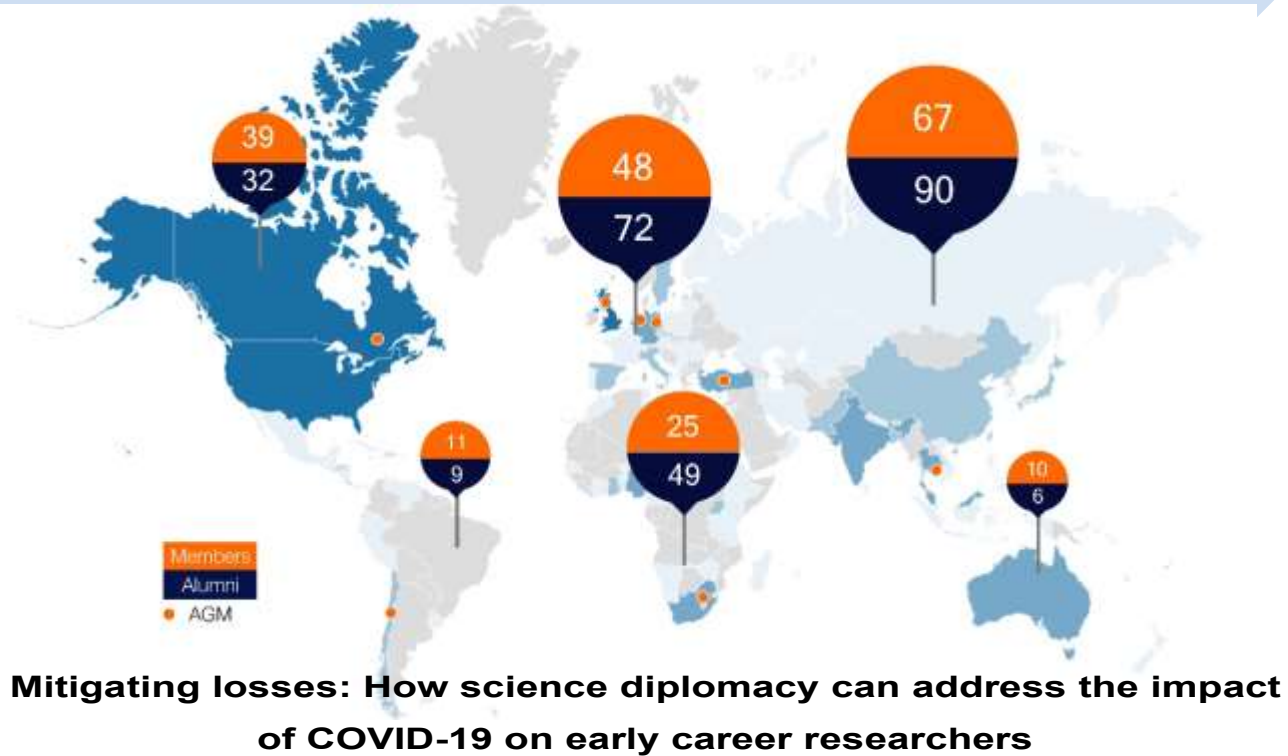 67
90
39
32
48
72
25
49
11
9
10
6
Members
Alumni
AGM
Mitigating losses: How science diplomacy can address the impact
of COVID-19 on early career researchers